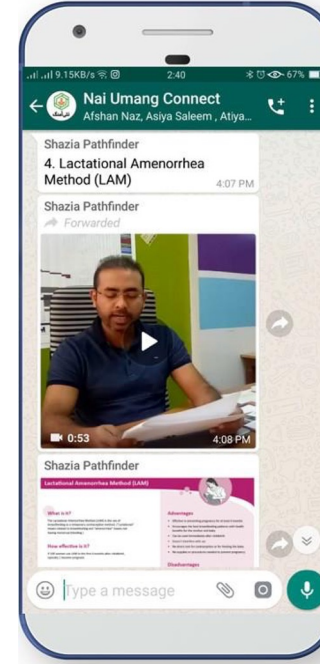 9.15KB/s 2:40 67%
Nai Umang Connect
Afshan Naz, Asiya Saleem , Atiya...
Shazia Pathfinder
4. Lactational Amenorrhea
Method (LAM)
4:07 PM
Shazia Pathfinder
Forwarded
0:53 4:08 PM
Shazia Pathfinder
Lactational Amenorrhea Method (LAM)
What is it?
Advantages
How effective is it?
Disadvantages
Type a message